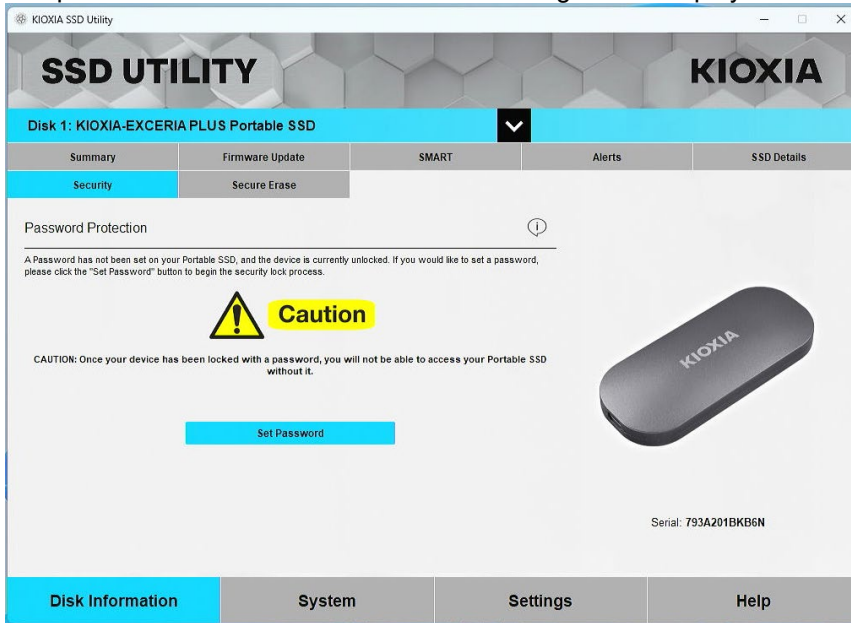 KIOXIA SSD Utility
SSD UTILITY
KIOXIA
Disk 1: KIOXIA-EXCERIA PLUS Portable SSD
Summary
Firmware Update
SMART
Alerts
SSD Details
Security
Secure Erase
Password Protection
A Password has not been set on your Portable SSD, and the device is currently unlocked. If you would like to set a password,
please click the "Set Password" button to begin the security lock process.
Caution
CAUTION: Once your device has been locked with a password, you will not be able to access your Portable SSD
without it.
Set Password
KIOXIA
Serial: 793A201BKB6N
Disk Information
System
Settings
Help